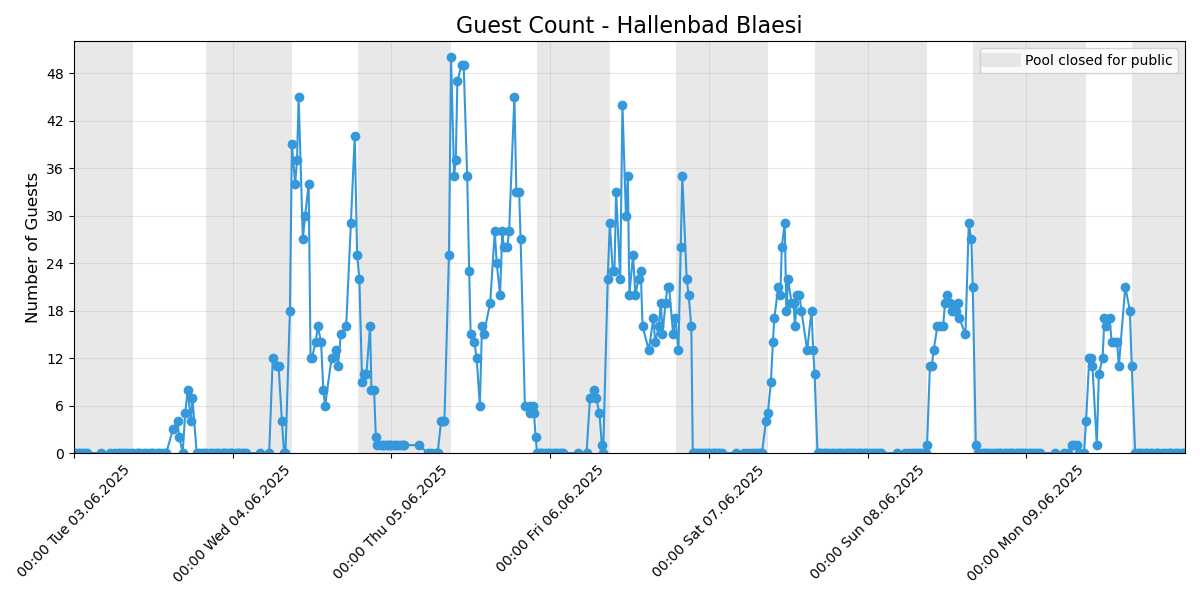 Guest Count - Hallenbad Blaesi
Pool closed for public
Number of Guests
48
42
36
30
24
18
12
6
0
00:00 Tue 03.06.2025
00:00 Wed 04.06.2025
00:00 Thu 05.06.2025
00:00 Fri 06.06.2025
00:00 Sat 07.06.2025
00:00 Sun 08.06.2025
00:00 Mon 09.06.2025